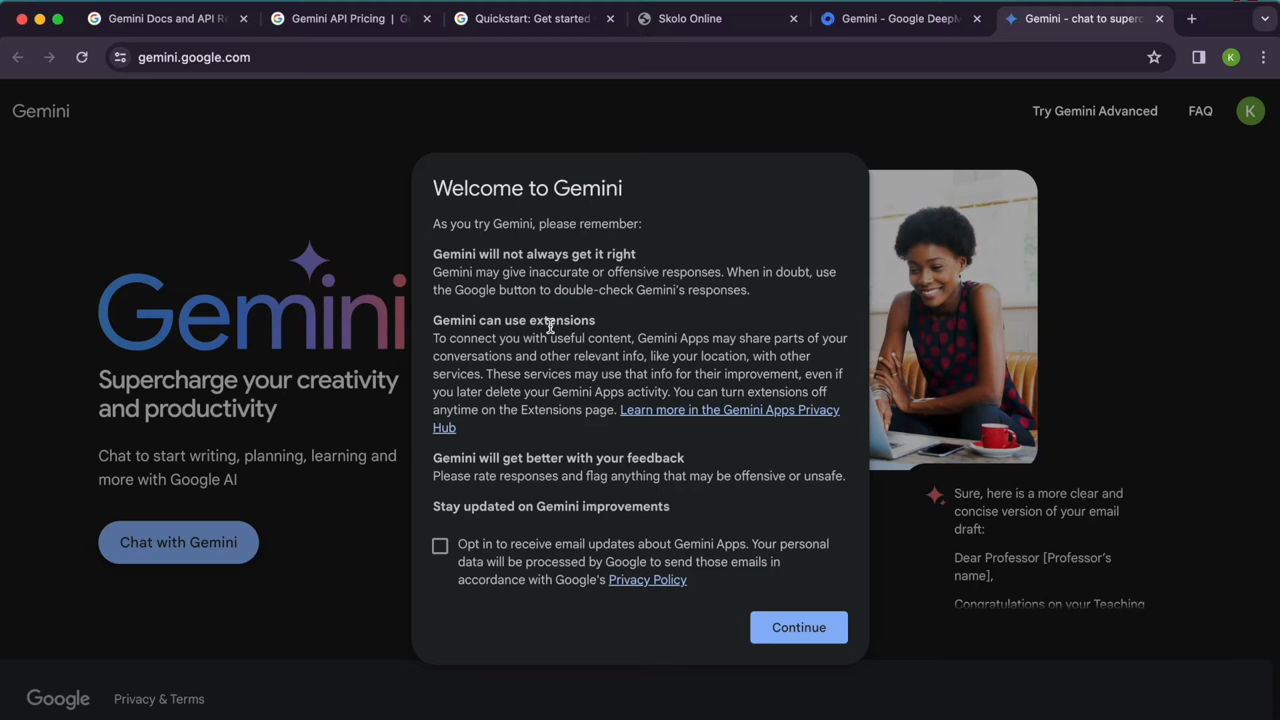 Gemini Docs and API Re
Gemini API Pricing | G
Quickstart: Get started
Skolo Online
Gemini - Google DeepM
Gemini - chat to superc
gemini.google.com
K
Gemini
Try Gemini Advanced
FAQ
K
Gemini
Supercharge your creativity
and productivity
Chat to start writing, planning, learning and
more with Google AI
Chat with Gemini
Welcome to Gemini
As you try Gemini, please remember:
Gemini will not always get it right
Gemini may give inaccurate or offensive responses. When in doubt, use
the Google button to double-check Gemini's responses.
Gemini can use extensions
To connect you with useful content, Gemini Apps may share parts of your
conversations and other relevant info, like your location, with other
services. These services may use that info for their improvement, even if
you later delete your Gemini Apps activity. You can turn extensions off
anytime on the Extensions page. Learn more in the Gemini Apps Privacy
Hub
Gemini will get better with your feedback
Please rate responses and flag anything that may be offensive or unsafe.
Stay updated on Gemini improvements
Opt in to receive email updates about Gemini Apps. Your personal
data will be processed by Google to send those emails in
accordance with Google's Privacy Policy
Continue
Sure, here is a more clear and
concise version of your email
draft:
Dear Professor [Professor's
name],
Congratulations on your Teaching
Google
Privacy & Terms